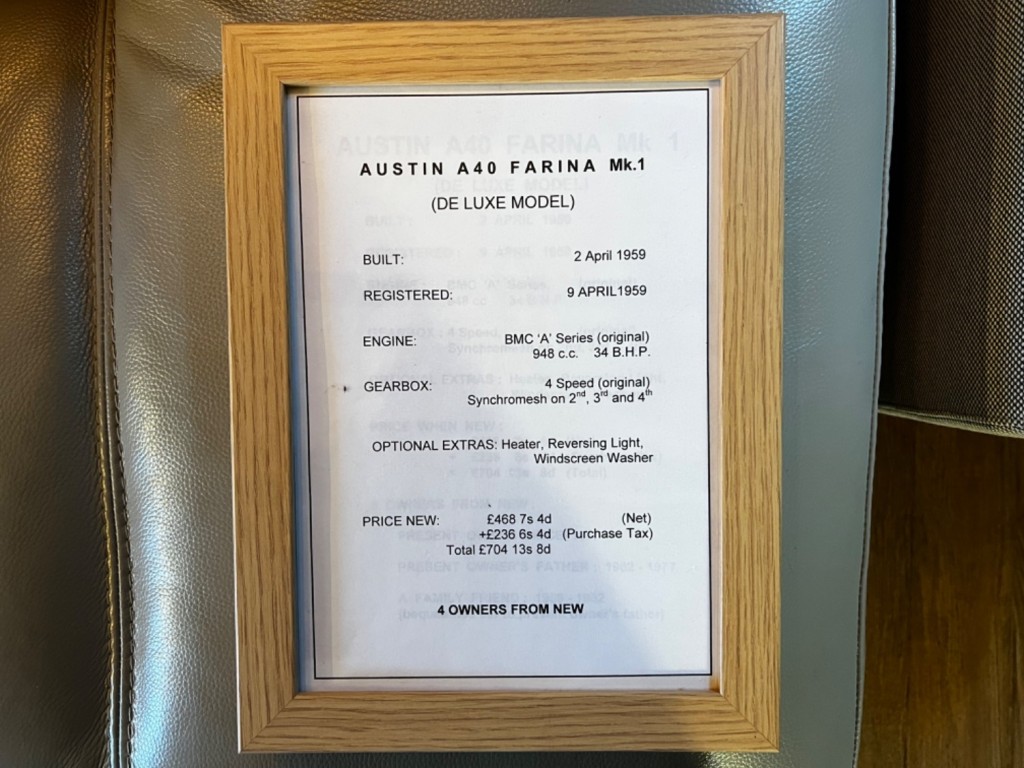 AUSTIN A40 FARINA Mk.1
(DE LUXE MODEL)
BUILT: 2 April 1959
REGISTERED: 9 APRIL1959
ENGINE: BMC ‘A’ Series (original)
948 c.c. 34 B.H.P.
GEARBOX: 4 Speed (original)
Synchromesh on 2nd, 3rd and 4th
OPTIONAL EXTRAS: Heater, Reversing Light,
Windscreen Washer
PRICE NEW: £468 7s 4d (Net)
+£236 6s 4d (Purchase Tax)
Total £704 13s 8d
4 OWNERS FROM NEW